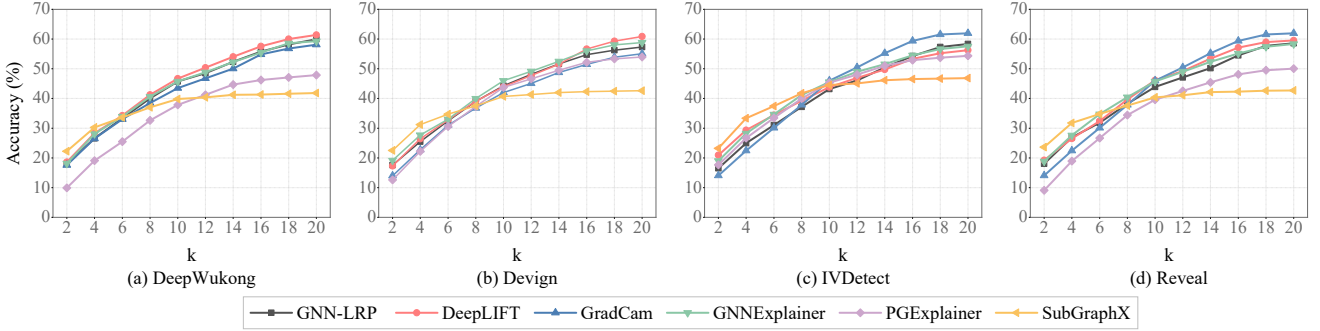 Accuracy (%)
70
60
50
40
30
20
10
0
2 4 6 8 10 12 14 16 18 20
k
(a) DeepWukong
70
60
50
40
30
20
10
0
2 4 6 8 10 12 14 16 18 20
k
(b) Devign
70
60
50
40
30
20
10
0
2 4 6 8 10 12 14 16 18 20
k
(c) IVDetect
70
60
50
40
30
20
10
0
2 4 6 8 10 12 14 16 18 20
k
(d) Reveal
GNN-LRP DeepLIFT GradCam GNNExplainer PGExplainer SubGraphX